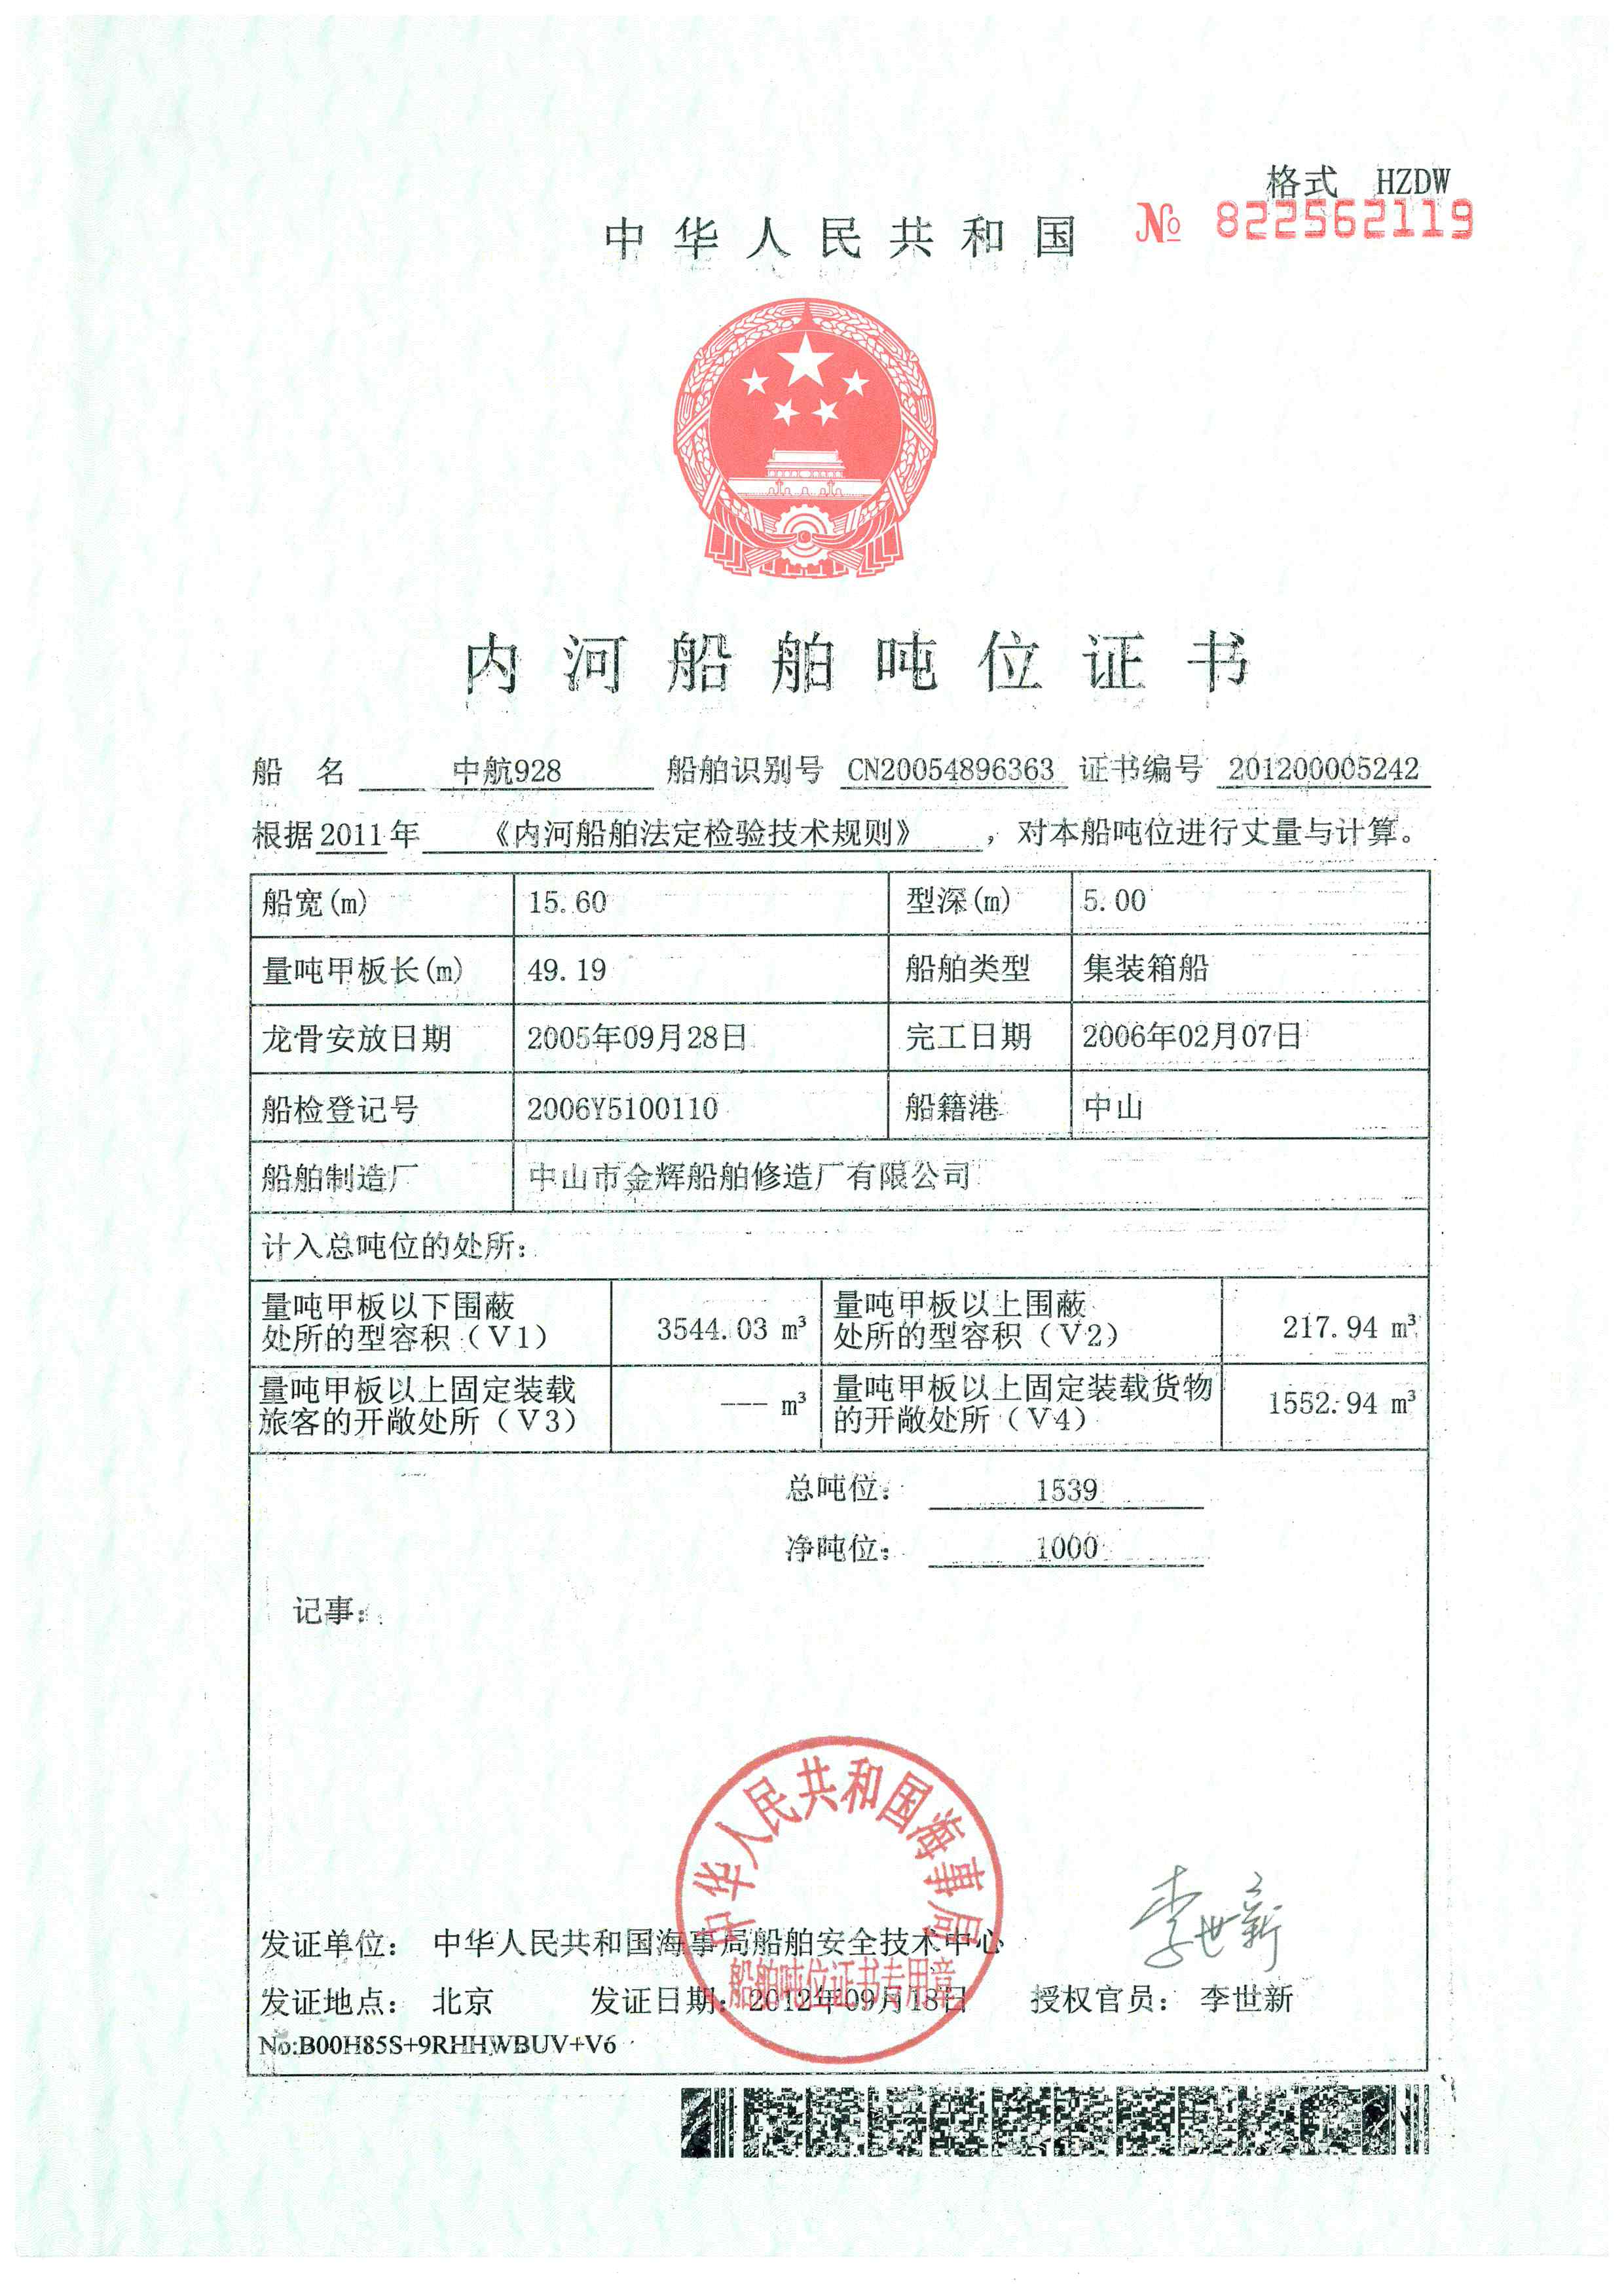 格式 HZDW
中华人民共和国 № 822562119
内河船舶吨位证书
船 名 中航928 船舶识别号 CN20054896363 证书编号 201200005242
根据2011年 《内河船舶法定检验技术规则》 ，对本船吨位进行丈量与计算。
船宽(m) 15.60 型深(m) 5.00
量吨甲板长(m) 49.19 船舶类型 集装箱船
龙骨安放日期 2005年09月28日 完工日期 2006年02月07日
船检登记号 2006Y5100110 船籍港 中山
船舶制造厂 中山市金辉船舶修造厂有限公司
计入总吨位的处所：
量吨甲板以下围蔽
处所的型容积（V1） 3544.03 m³
量吨甲板以上围蔽
处所的型容积（V2） 217.94 m³
量吨甲板以上固定装载
旅客的开敞处所（V3） --- m³
量吨甲板以上固定装载货物
的开敞处所（V4） 1552.94 m³
总吨位： 1539
净吨位： 1000
记事：
中华人民共和国海事局
船舶吨位证书专用章
李世新
发证单位： 中华人民共和国海事局船舶安全技术中心
发证地点： 北京 发证日期： 2012年09月18日 授权官员： 李世新
No:B00H85S+9RHHWBUV+V6